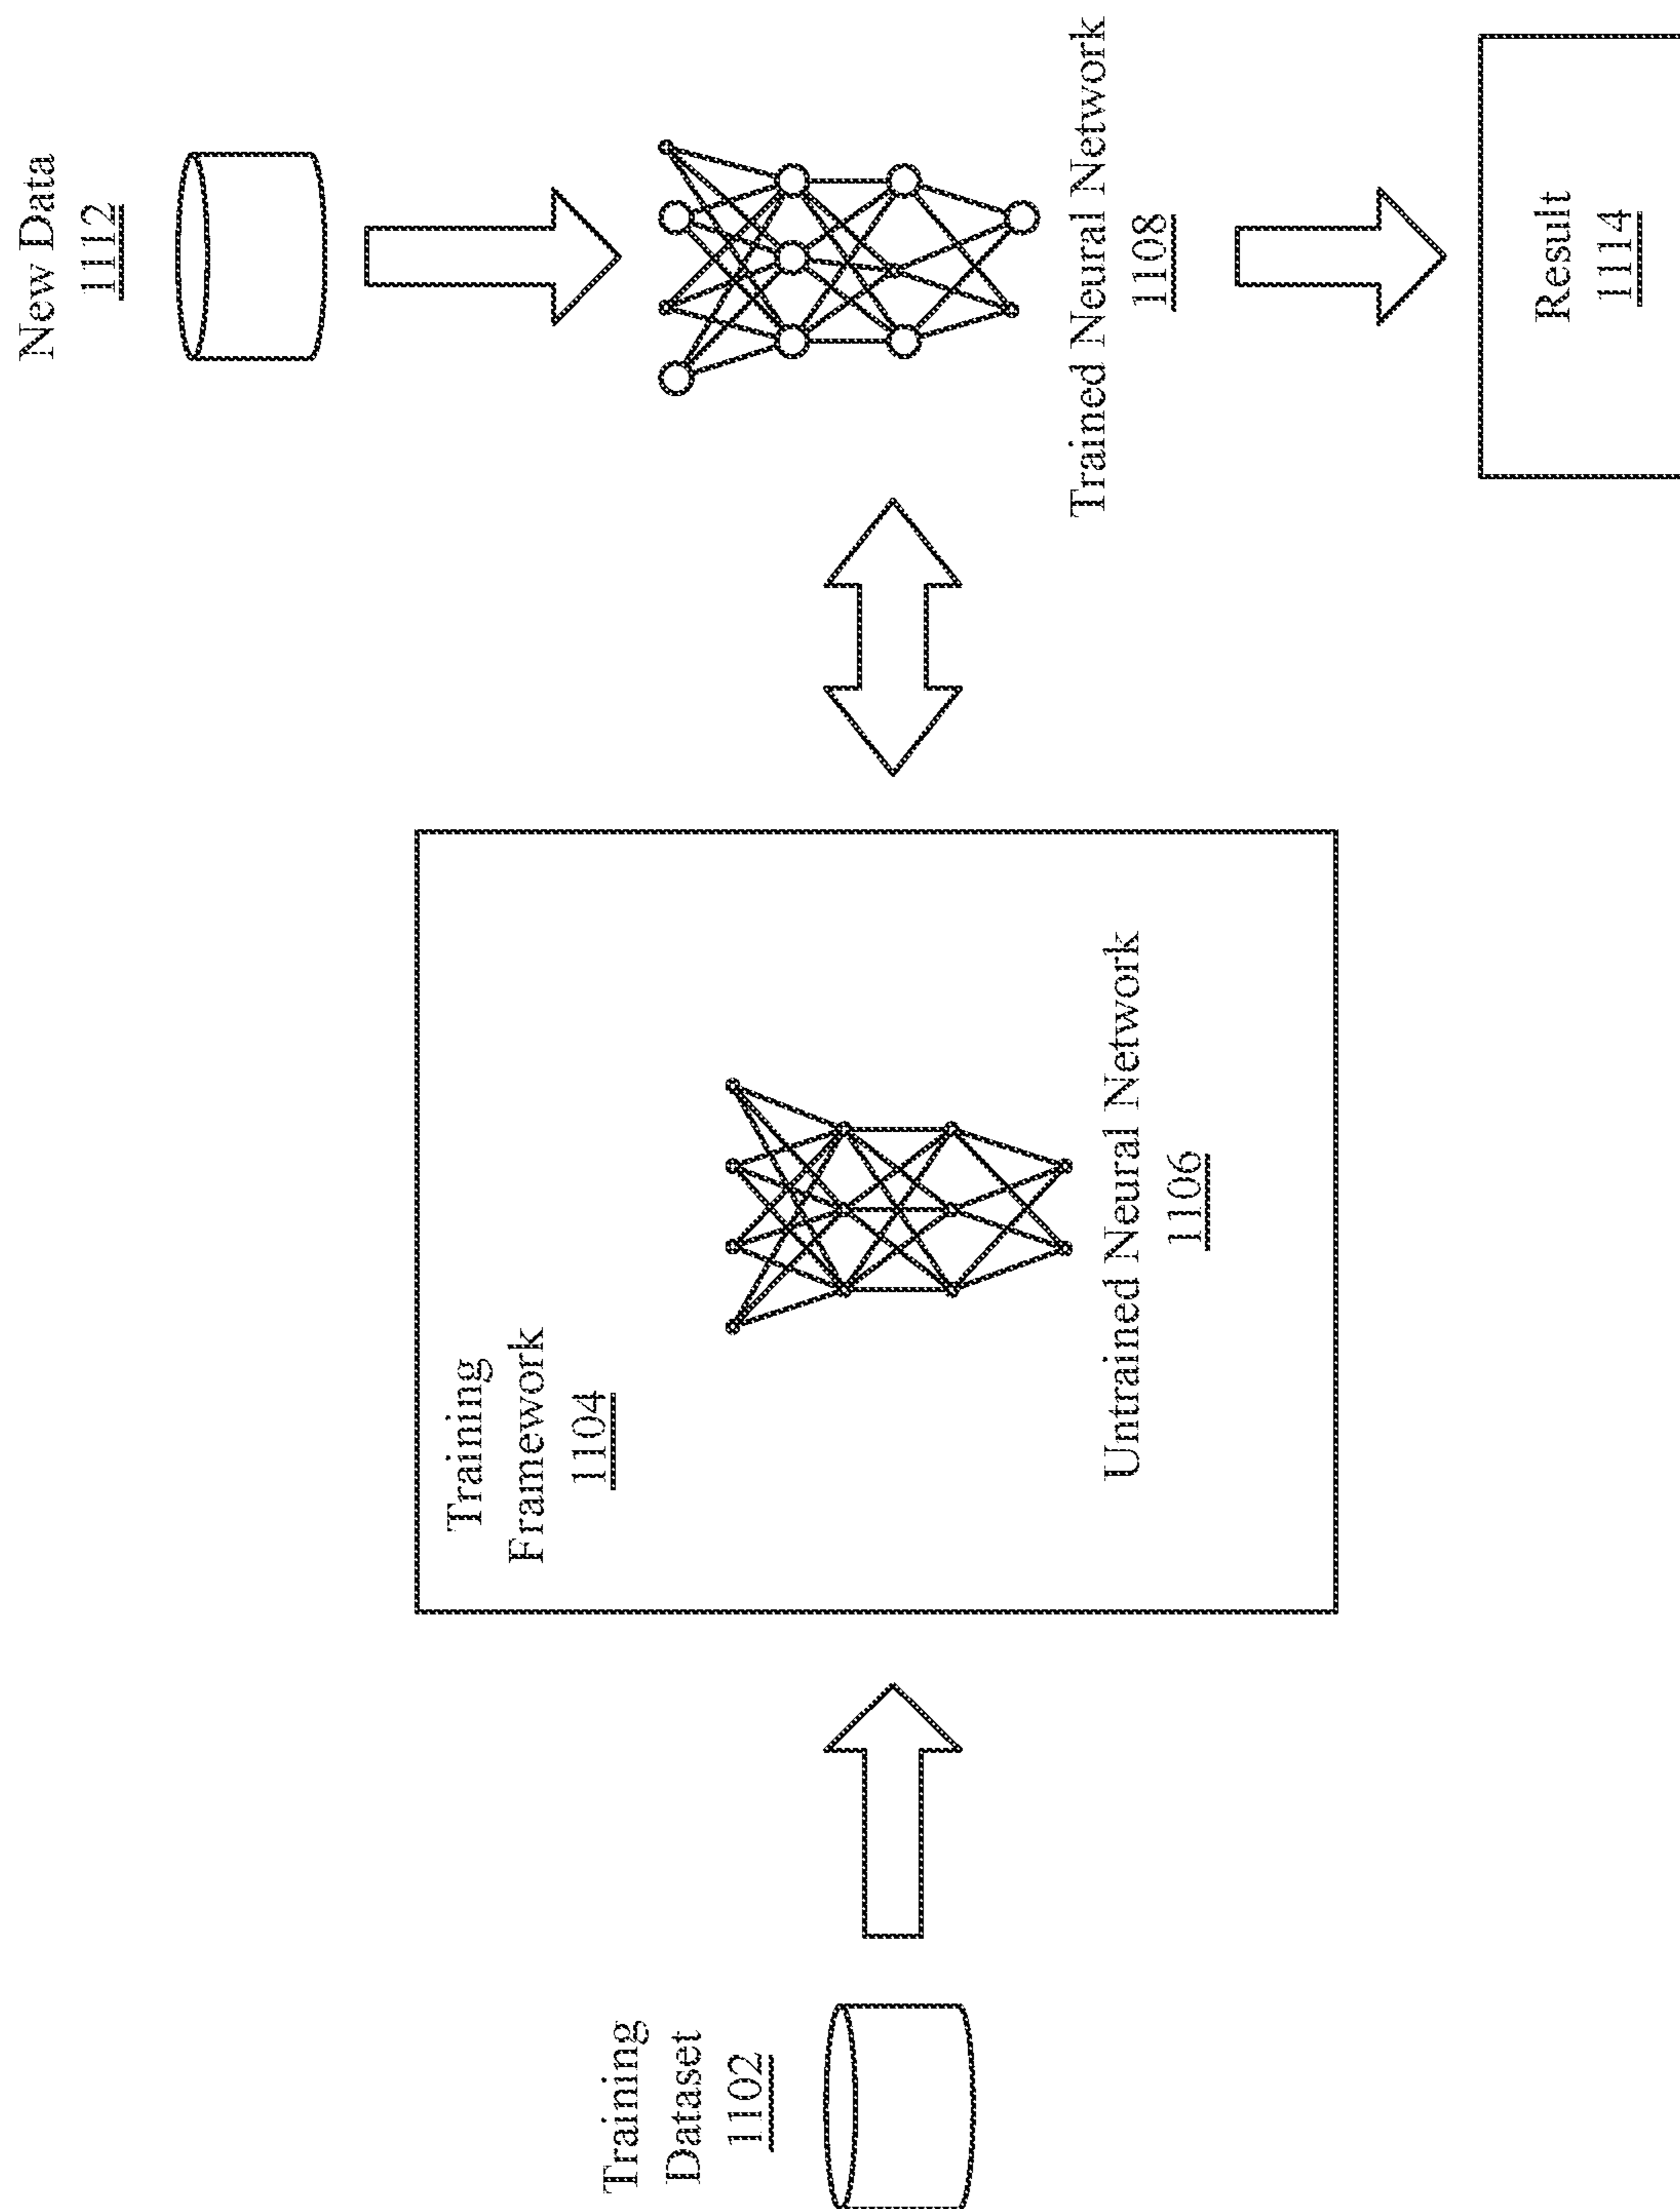 Training
Dataset
1102
Training
Framework
1104
Untrained Neural Network
1106
New Data
1112
Trained Neural Network
1108
Result
1114